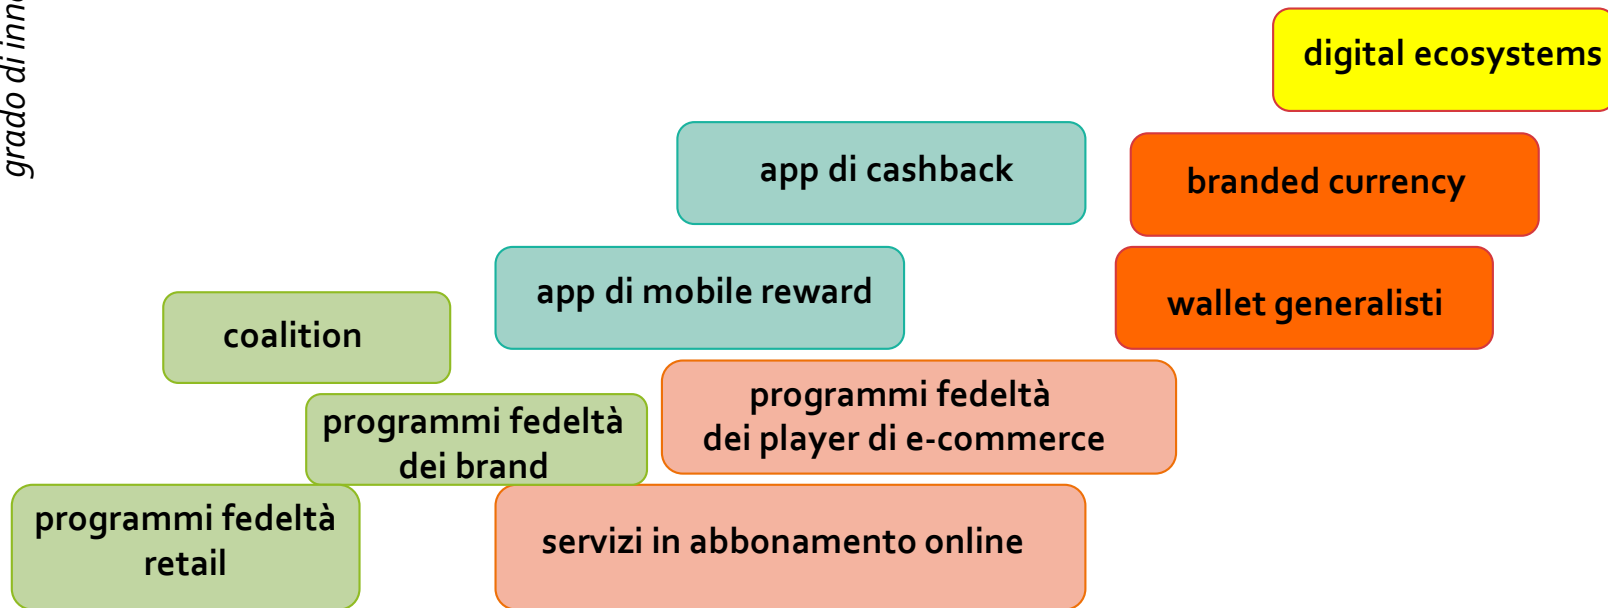 grado di
digital ecosystems
app di cashback
branded currency
app di mobile reward
wallet generalisti
coalition
programmi fedeltà
dei player di e-commerce
programmi fedeltà
dei brand
programmi fedeltà
retail
servizi in abbonamento online